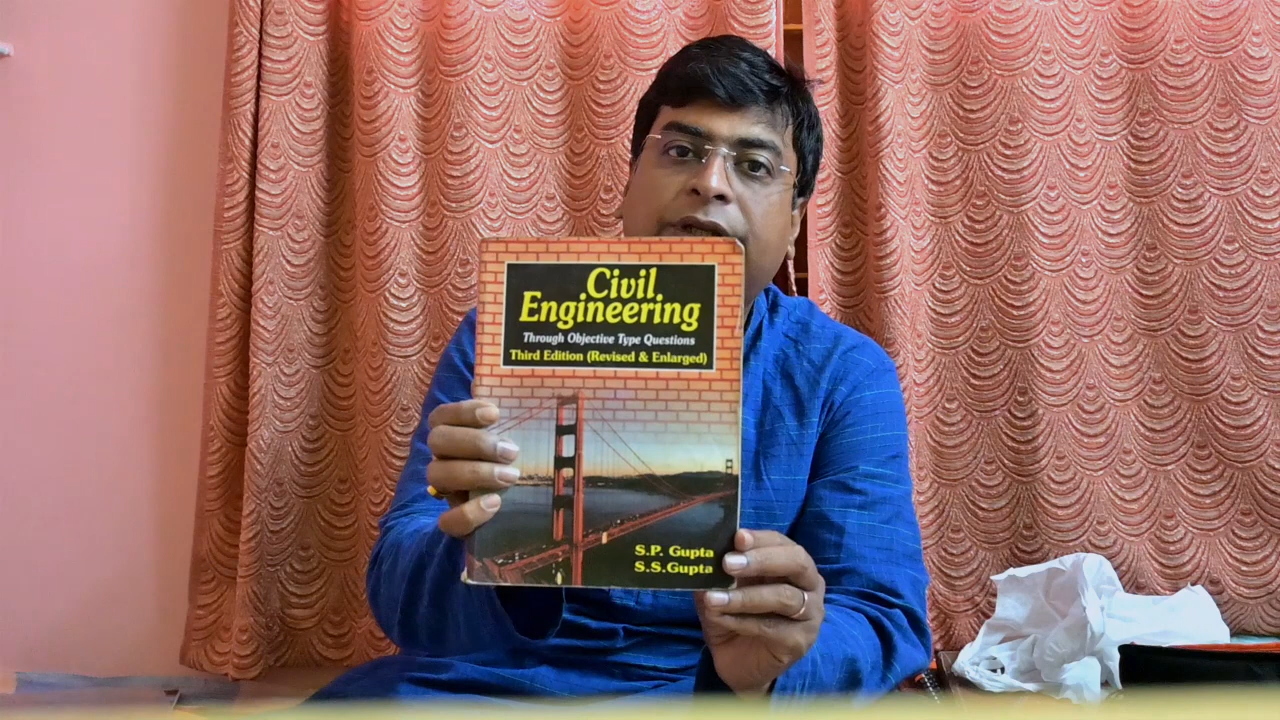 Civil
Engineering
Through Objective Type Questions
Third Edition (Revised & Enlarged)
S.P. Gupta
S.S.Gupta